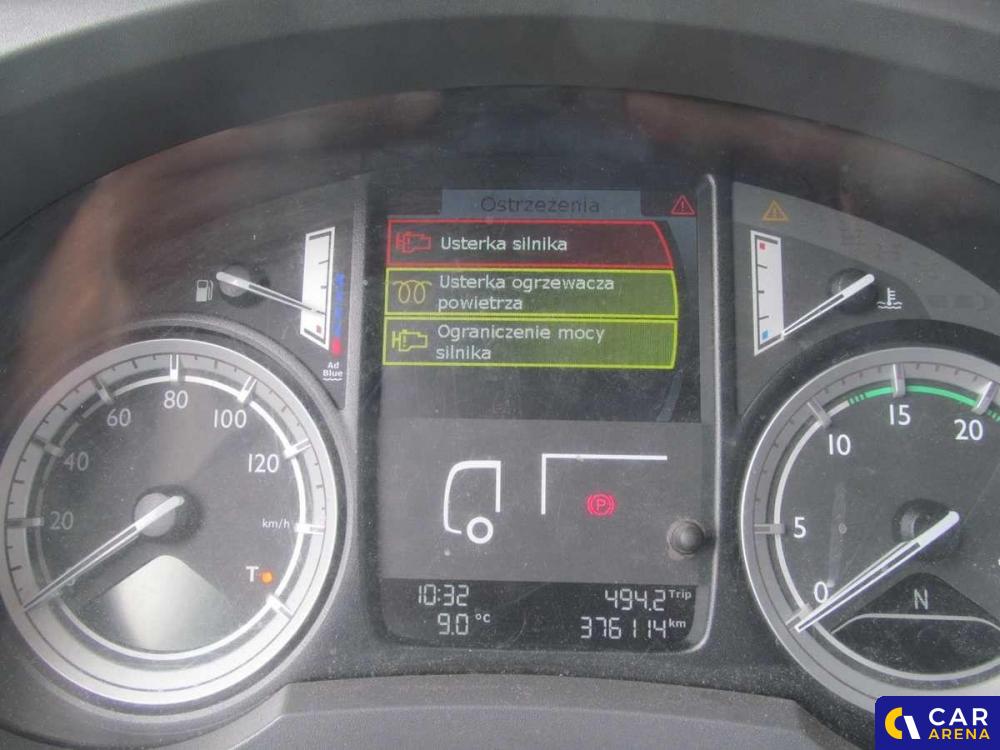 Ostrzeżenia
Usterka silnika
Usterka ogrzewacza
powietrza
Ograniczenie mocy
silnika
Ad
Blue
20
40
60
80
100
120
km/h
T
0
5
10
15
20
N
P
10:32
494.2 Trip
9.0 °C
376114 km
CAR
ARENA